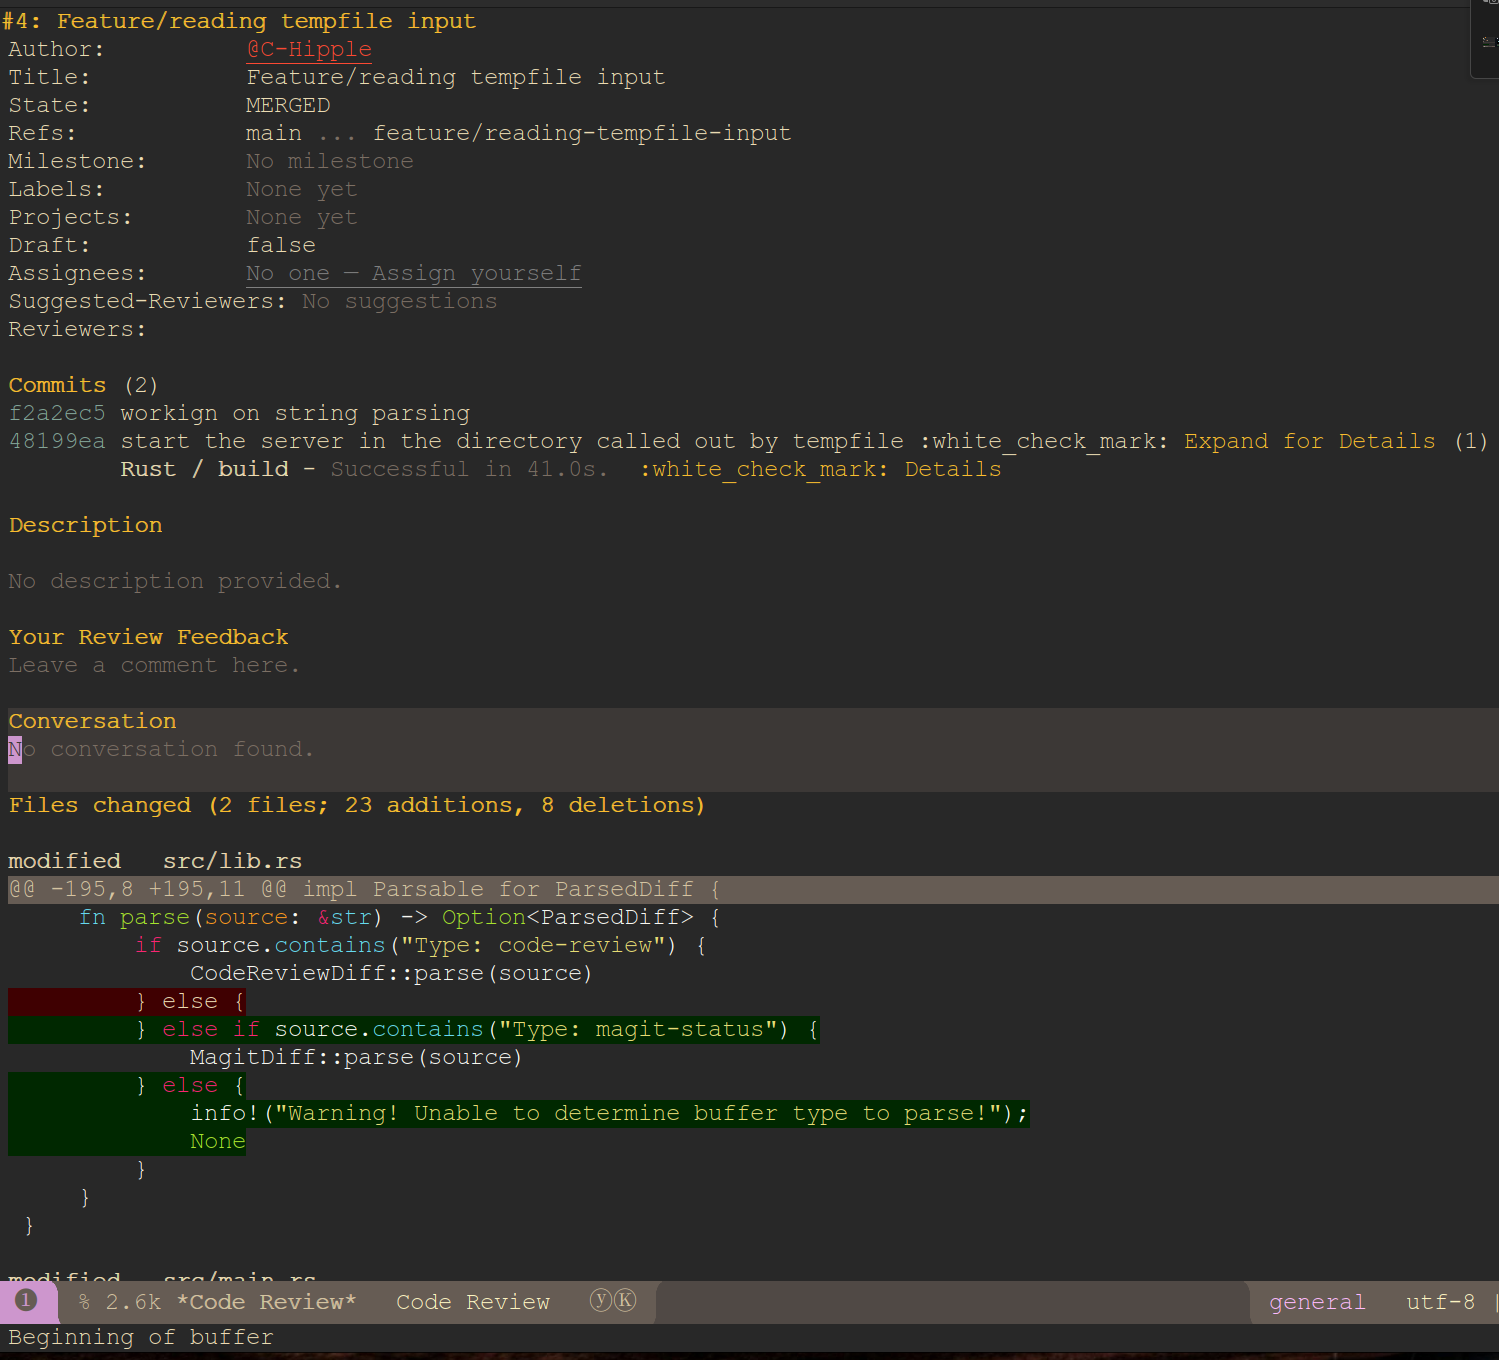 #4: Feature/reading tempfile input
Author: @C-Hipple
Title: Feature/reading tempfile input
State: MERGED
Refs: main ... feature/reading-tempfile-input
Milestone: No milestone
Labels: None yet
Projects: None yet
Draft: false
Assignees: No one — Assign yourself
Suggested-Reviewers: No suggestions
Reviewers:
Commits (2)
f2a2ec5 workign on string parsing
48199ea start the server in the directory called out by tempfile :white_check_mark: Expand for Details (1)
Rust / build - Successful in 41.0s. :white_check_mark: Details
Description
No description provided.
Your Review Feedback
Leave a comment here.
Conversation
No conversation found.
Files changed (2 files; 23 additions, 8 deletions)
modified   src/lib.rs
@@ -195,8 +195,11 @@ impl Parsable for ParsedDiff {
     fn parse(source: &str) -> Option<ParsedDiff> {
         if source.contains("Type: code-review") {
             CodeReviewDiff::parse(source)
         } else {
         } else if source.contains("Type: magit-status") {
             MagitDiff::parse(source)
         } else {
             info!("Warning! Unable to determine buffer type to parse!");
             None
         }
     }
 }
modified   src/main.rs
❶ % 2.6k *Code Review* Code Review ⓨⓀ general utf-8 |
Beginning of buffer